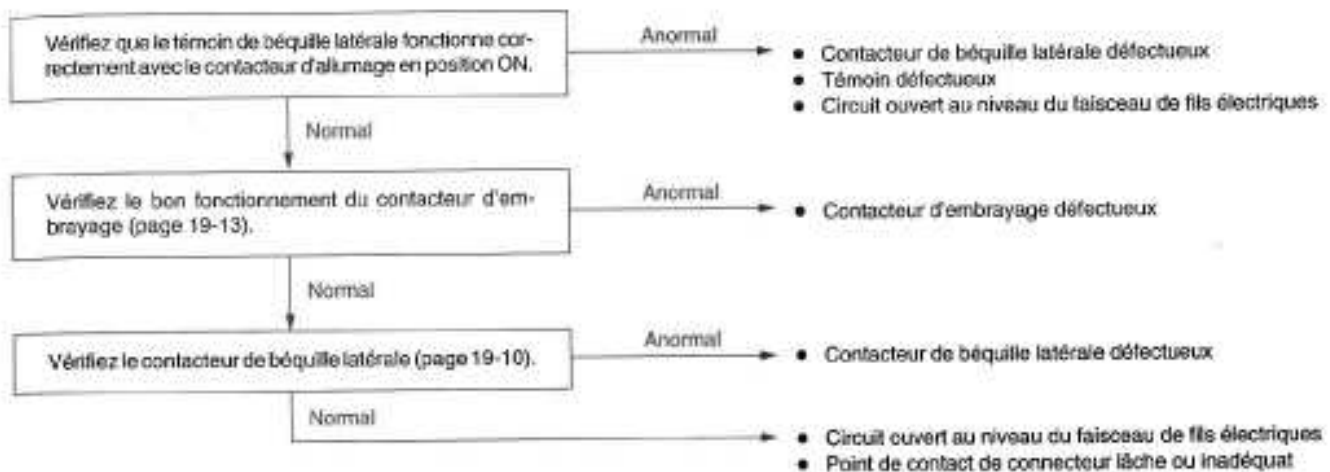 Vérifiez que le témoin de béquille latérale fonctionne cor-
rectement avec le contacteur d'allumage en position ON.
Anormal
● Contacteur de béquille latérale défectueux
● Témoin défectueux
● Circuit ouvert au niveau du faisceau de fils électriques
Normal
Vérifiez le bon fonctionnement du contacteur d'em-
brayage (page 19-13).
Anormal
● Contacteur d'embrayage défectueux
Normal
Vérifiez le contacteur de béquille latérale (page 19-10).
Anormal
● Contacteur de béquille latérale défectueux
Normal
● Circuit ouvert au niveau du faisceau de fils électriques
● Point de contact de connecteur lâche ou inadéquat